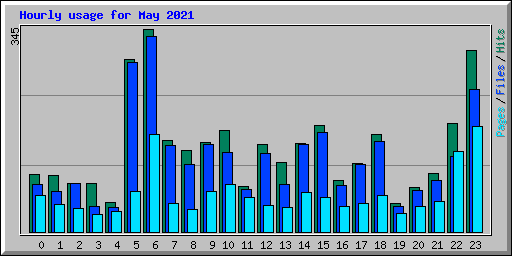 Hourly usage for May 2021
345
Pages/Files/Hits
0 1 2 3 4 5 6 7 8 9 10 11 12 13 14 15 16 17 18 19 20 21 22 23